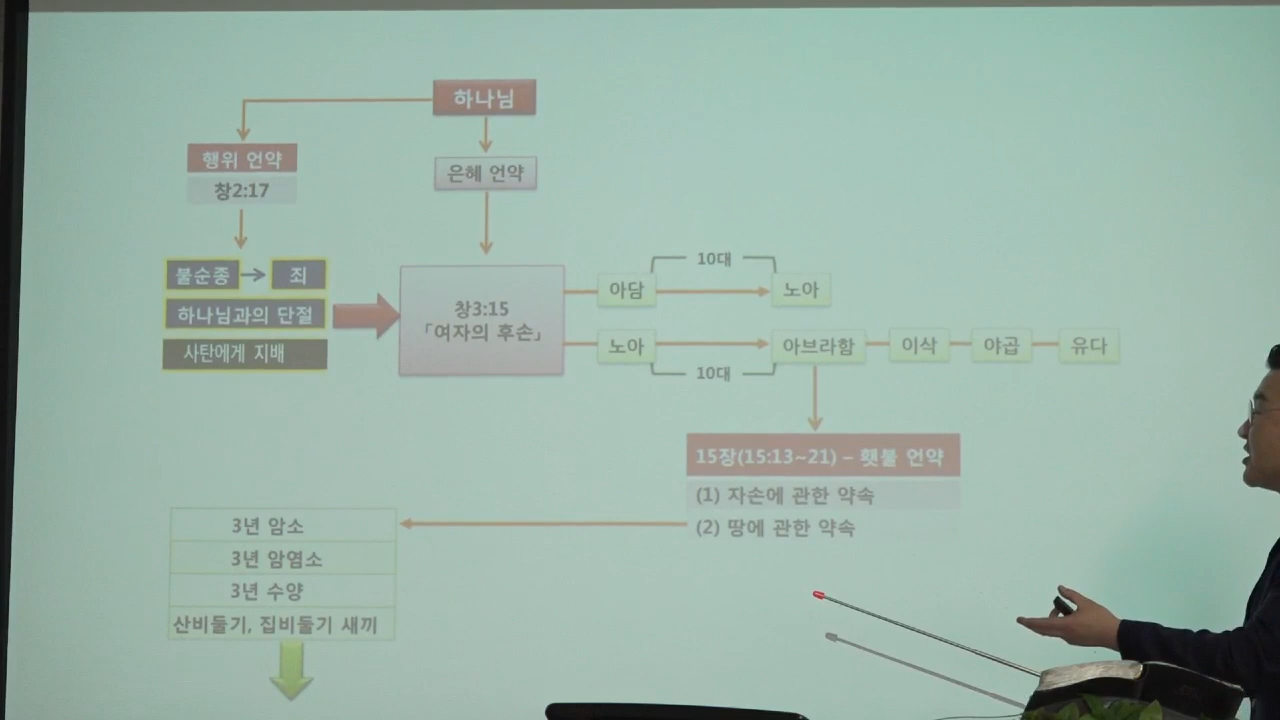 하나님
행위 언약
창2:17
은혜 언약
불순종
죄
하나님과의 단절
사탄에게 지배
창3:15
「여자의 후손」
10대
아담
노아
노아
아브라함
이삭
야곱
유다
10대
15장(15:13~21) – 횃불 언약
(1) 자손에 관한 약속
(2) 땅에 관한 약속
3년 암소
3년 암염소
3년 수양
산비둘기, 집비둘기 새끼